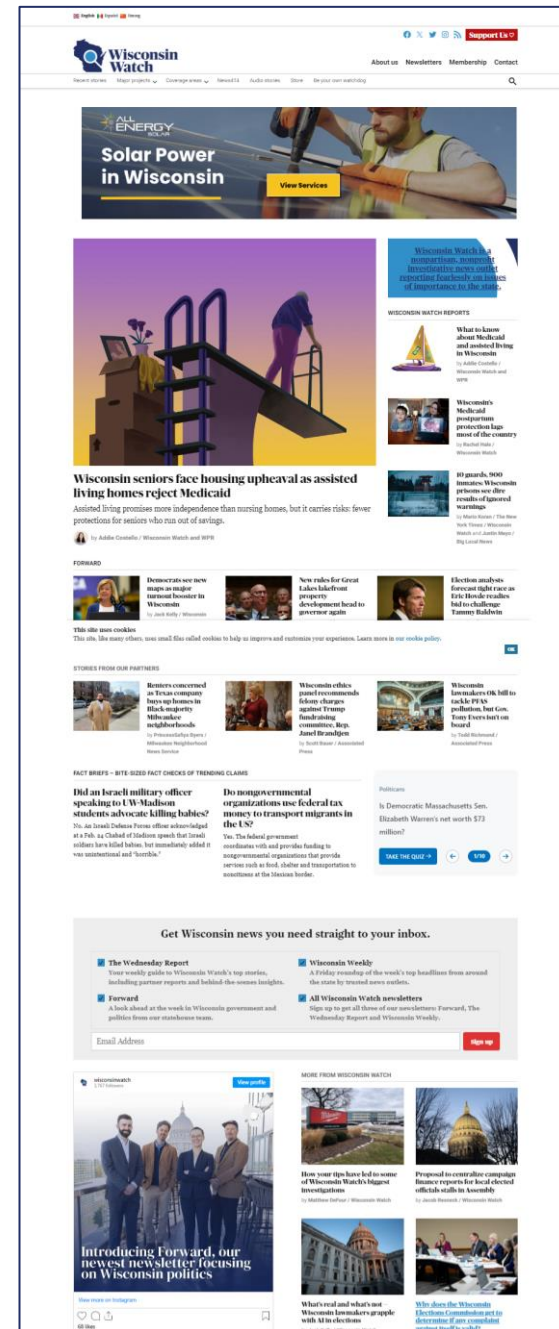 English Español Hmong
Support Us
Wisconsin
Watch
About us Newsletters Membership Contact
Recent stories Major projects Coverage areas News414 Audio stories Store Be your own watchdog
ALL
ENERGY
SOLAR
Solar Power
in Wisconsin
View Services
Wisconsin Watch is a
nonpartisan, nonprofit
investigative news outlet
reporting fearlessly on issues
of importance to the state.
WISCONSIN WATCH REPORTS
What to know
about Medicaid
and assisted living
in Wisconsin
by Addie Costello /
Wisconsin Watch and
WPR
Wisconsin's
Medicaid
postpartum
protection lags
most of the country
by Rachel Hale /
Wisconsin Watch
10 guards, 900
inmates: Wisconsin
prisons see dire
results of ignored
warnings
by Mario Koran / The New
York Times / Wisconsin
Watch and Justin Mayo /
Big Local News
Wisconsin seniors face housing upheaval as assisted
living homes reject Medicaid
Assisted living promises more independence than nursing homes, but it carries risks: fewer
protections for seniors who run out of savings.
by Addie Costello / Wisconsin Watch and WPR
FORWARD
Democrats see new
maps as major
turnout booster in
Wisconsin
by Jack Kelly / Wisconsin
New rules for Great
Lakes lakefront
property
development head to
governor again
Election analysts
forecast tight race as
Eric Hovde readies
bid to challenge
Tammy Baldwin
This site uses cookies
This site, like many others, uses small files called cookies to help us improve and customize your experience. Learn more in our cookie policy.
OK
STORIES FROM OUR PARTNERS
Renters concerned
as Texas company
buys up homes in
Black-majority
Milwaukee
neighborhoods
by PrincessSafiya Byers /
Milwaukee Neighborhood
News Service
Wisconsin ethics
panel recommends
felony charges
against Trump
fundraising
committee, Rep.
Janel Brandtjen
by Scott Bauer / Associated
Press
Wisconsin
lawmakers OK bill to
tackle PFAS
pollution, but Gov.
Tony Evers isn't on
board
by Todd Richmond /
Associated Press
FACT BRIEFS – BITE-SIZED FACT CHECKS OF TRENDING CLAIMS
Did an Israeli military officer
speaking to UW-Madison
students advocate killing babies?
No. An Israeli Defense Forces officer acknowledged
at a Feb. 24 Chabad of Madison speech that Israeli
soldiers have killed babies, but immediately added it
was unintentional and "horrible."
Do nongovernmental
organizations use federal tax
money to transport migrants in
the US?
Yes. The federal government
coordinates with and provides funding to
nongovernmental organizations that provide
services such as food, shelter and transportation to
noncitizens at the Mexican border.
Politicians
Is Democratic Massachusetts Sen.
Elizabeth Warren's net worth $73
million?
TAKE THE QUIZ → ← 1/10 →
Get Wisconsin news you need straight to your inbox.
The Wednesday Report
Your weekly guide to Wisconsin Watch's top stories,
including partner reports and behind-the-scenes insights.
Wisconsin Weekly
A Friday roundup of the week's top headlines from around
the state by trusted news outlets.
Forward
A look ahead at the week in Wisconsin government and
politics from our statehouse team.
All Wisconsin Watch newsletters
Sign up to get all three of our newsletters: Forward, The
Wednesday Report and Wisconsin Weekly.
Email Address
Sign up
wisconsinwatch
View profile
Introducing Forward, our
newest newsletter focusing
on Wisconsin politics
View more on Instagram
68 likes
MORE FROM WISCONSIN WATCH
How your tips have led to some
of Wisconsin Watch's biggest
investigations
by Matthew DeFour / Wisconsin Watch
Proposal to centralize campaign
finance reports for local elected
officials stalls in Assembly
by Jacob Resneck / Wisconsin Watch
What's real and what's not –
Wisconsin lawmakers grapple
with AI in elections
Why does the Wisconsin
Elections Commission get to
determine if any complaint
against itself is valid?